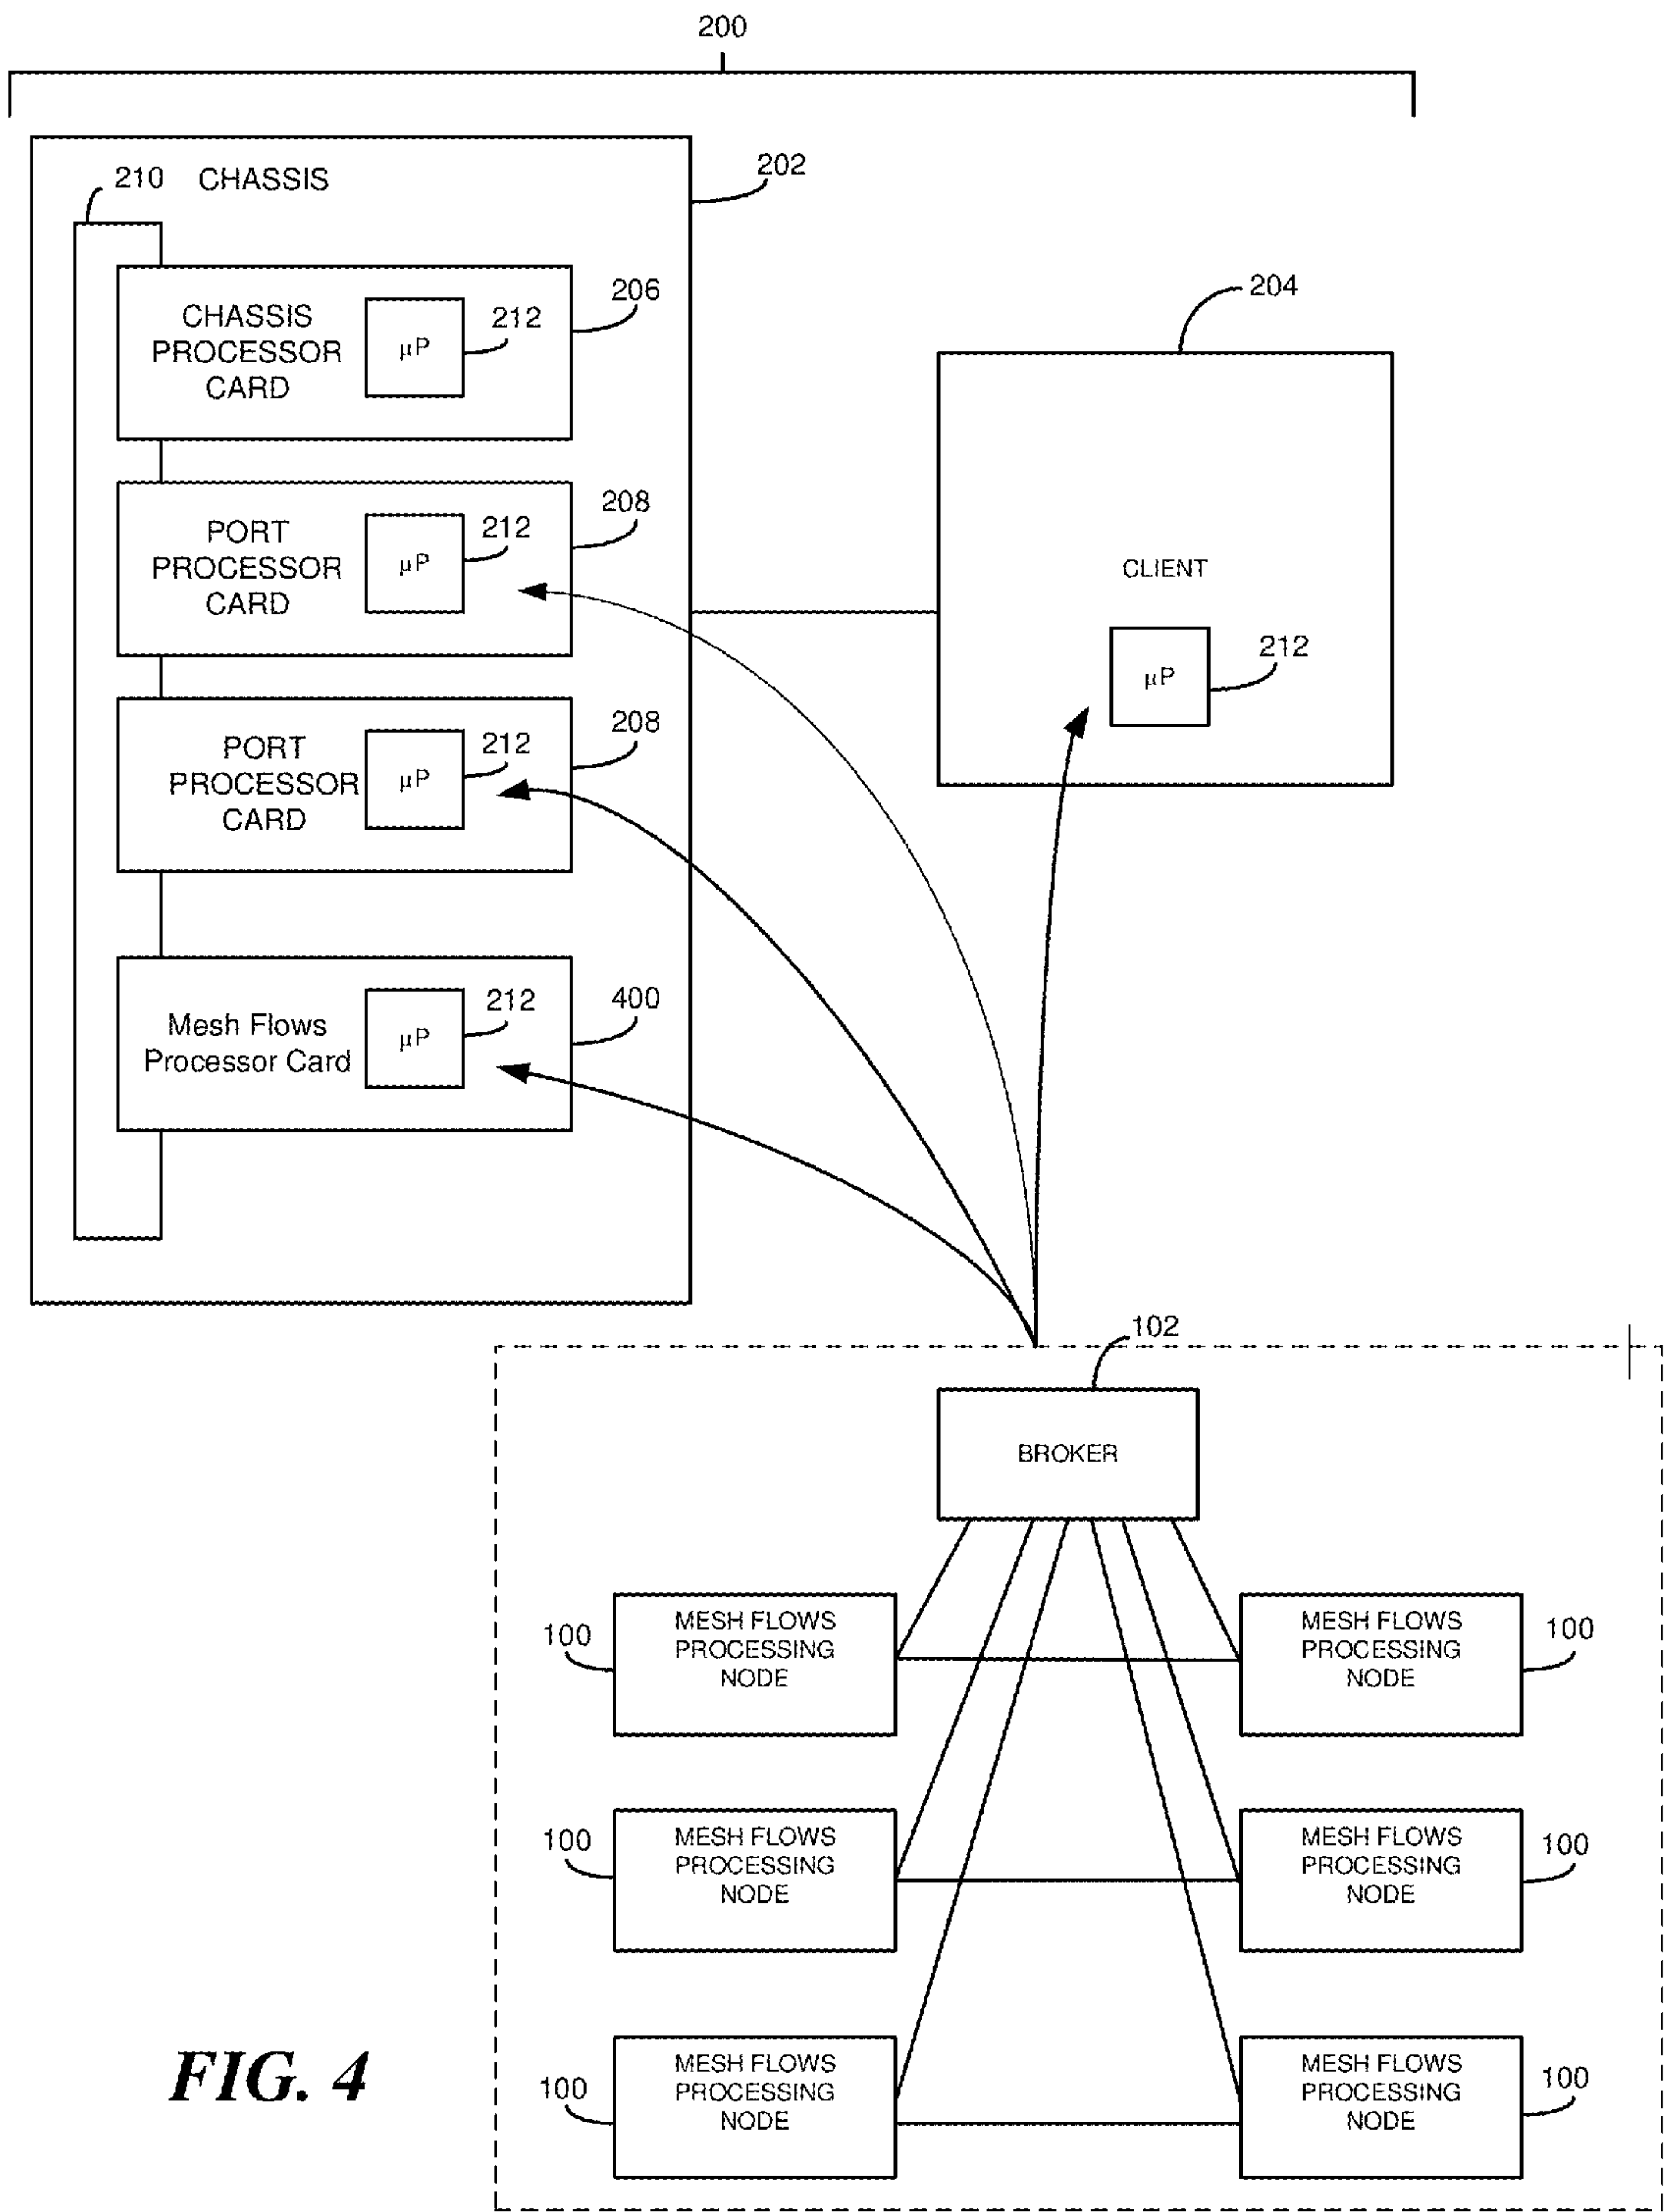 200
210 CHASSIS
202
CHASSIS
PROCESSOR
CARD
μP
212
206
204
PORT
PROCESSOR
CARD
μP
212
208
CLIENT
μP
212
PORT
PROCESSOR
CARD
μP
212
208
Mesh Flows
Processor Card
μP
212
400
102
BROKER
100
MESH FLOWS
PROCESSING
NODE
MESH FLOWS
PROCESSING
NODE
100
100
MESH FLOWS
PROCESSING
NODE
MESH FLOWS
PROCESSING
NODE
100
100
MESH FLOWS
PROCESSING
NODE
MESH FLOWS
PROCESSING
NODE
100
FIG. 4